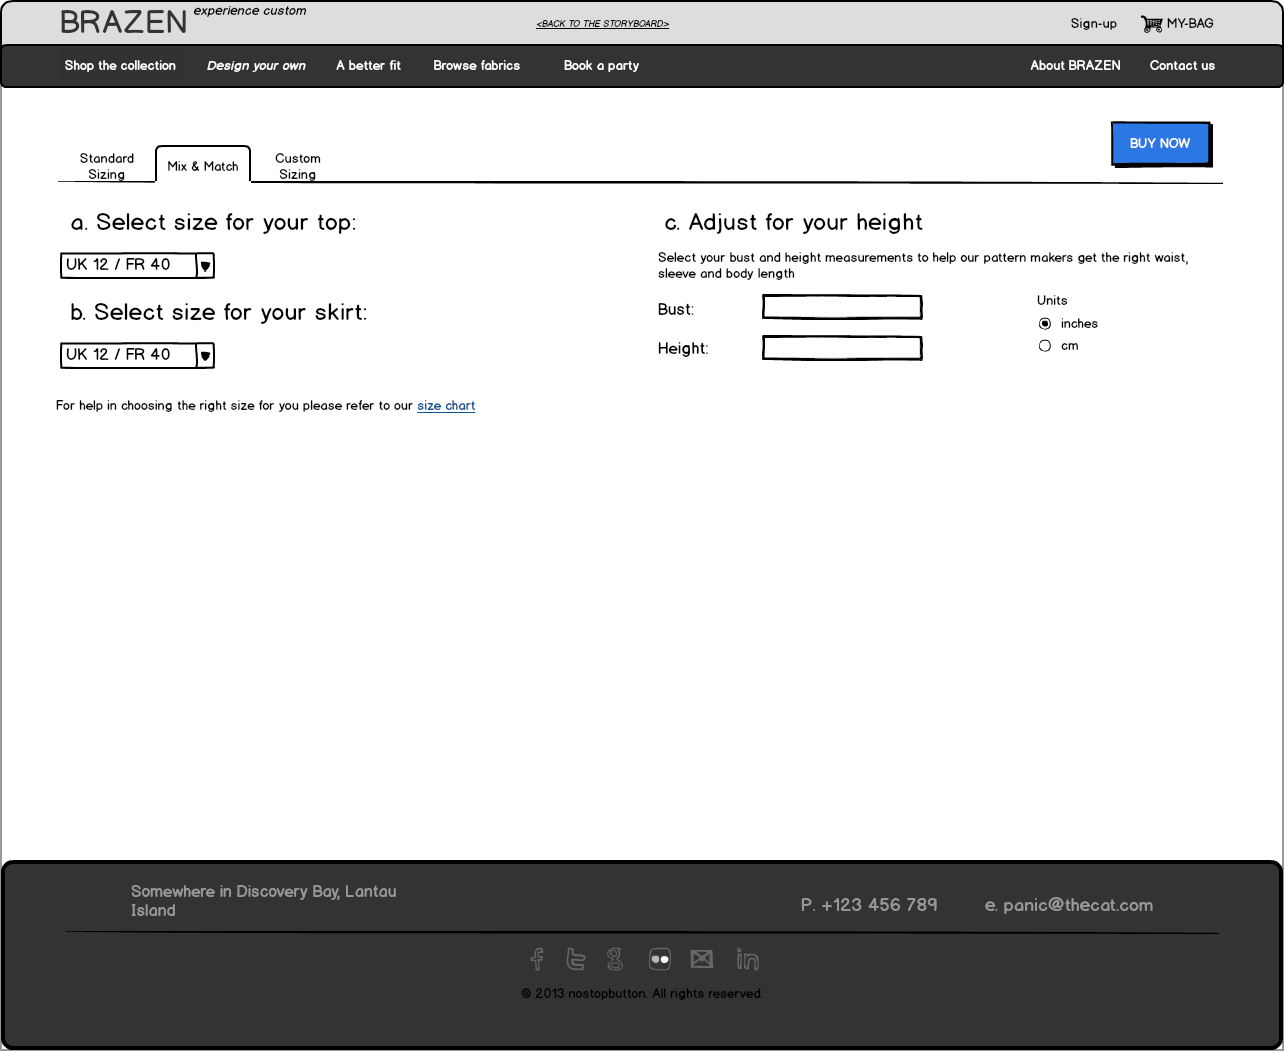 BRAZEN experience custom
<BACK TO THE STORYBOARD>
Sign-up
MY-BAG
Shop the collection
Design your own
A better fit
Browse fabrics
Book a party
About BRAZEN
Contact us
BUY NOW
Standard
Sizing
Mix & Match
Custom
Sizing
a. Select size for your top:
UK 12 / FR 40
b. Select size for your skirt:
UK 12 / FR 40
For help in choosing the right size for you please refer to our size chart
c. Adjust for your height
Select your bust and height measurements to help our pattern makers get the right waist,
sleeve and body length
Bust:
Height:
Units
inches
cm
Somewhere in Discovery Bay, Lantau
Island
P. +123 456 789
e. panic@thecat.com
© 2013 nostopbutton. All rights reserved.